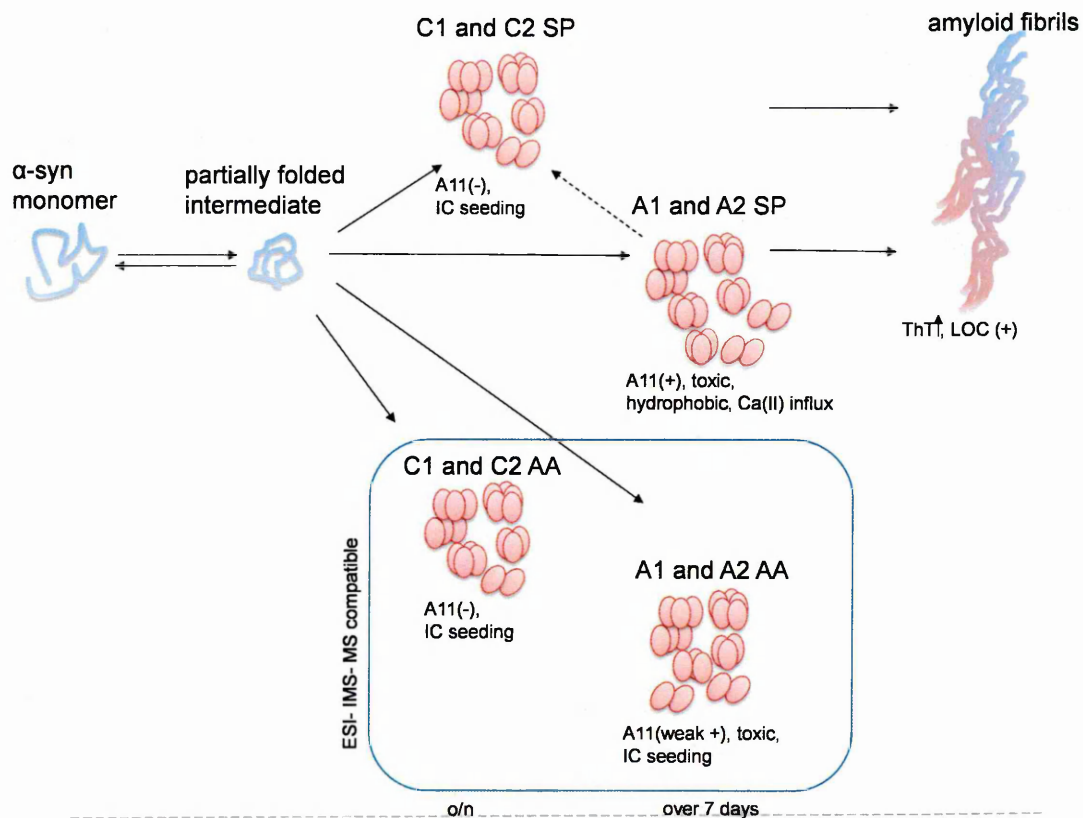 C1 and C2 SP
amyloid fibrils
α-syn
monomer
partially folded
intermediate
A11(-),
IC seeding
A1 and A2 SP
ThT↑, LOC (+)
A11(+), toxic,
hydrophobic, Ca(II) influx
C1 and C2 AA
A11(-),
IC seeding
A1 and A2 AA
A11(weak +), toxic,
IC seeding
ESI- IMS- MS compatible
o/n
over 7 days